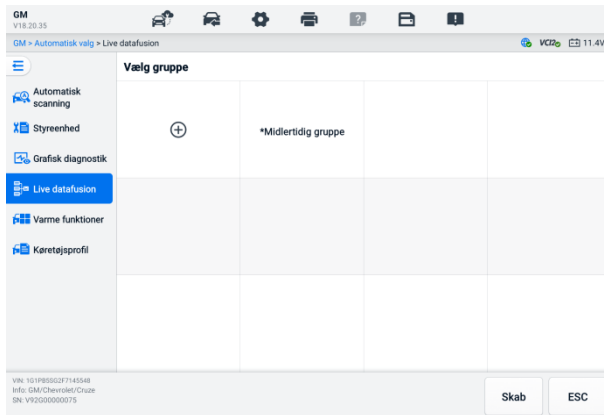 GM
V18.20.35
GM > Automatisk valg > Live datafusion
VCI 11.4V
Vælg gruppe
Automatisk
scanning
Styreenhed
Grafisk diagnostik
Live datafusion
Varme funktioner
Køretøjsprofil
*Midlertidig gruppe
VIN: 1G1PB5SG2F7145548
Info: GM/Chevrolet/Cruze
SN: V92G00000075
Skab
ESC